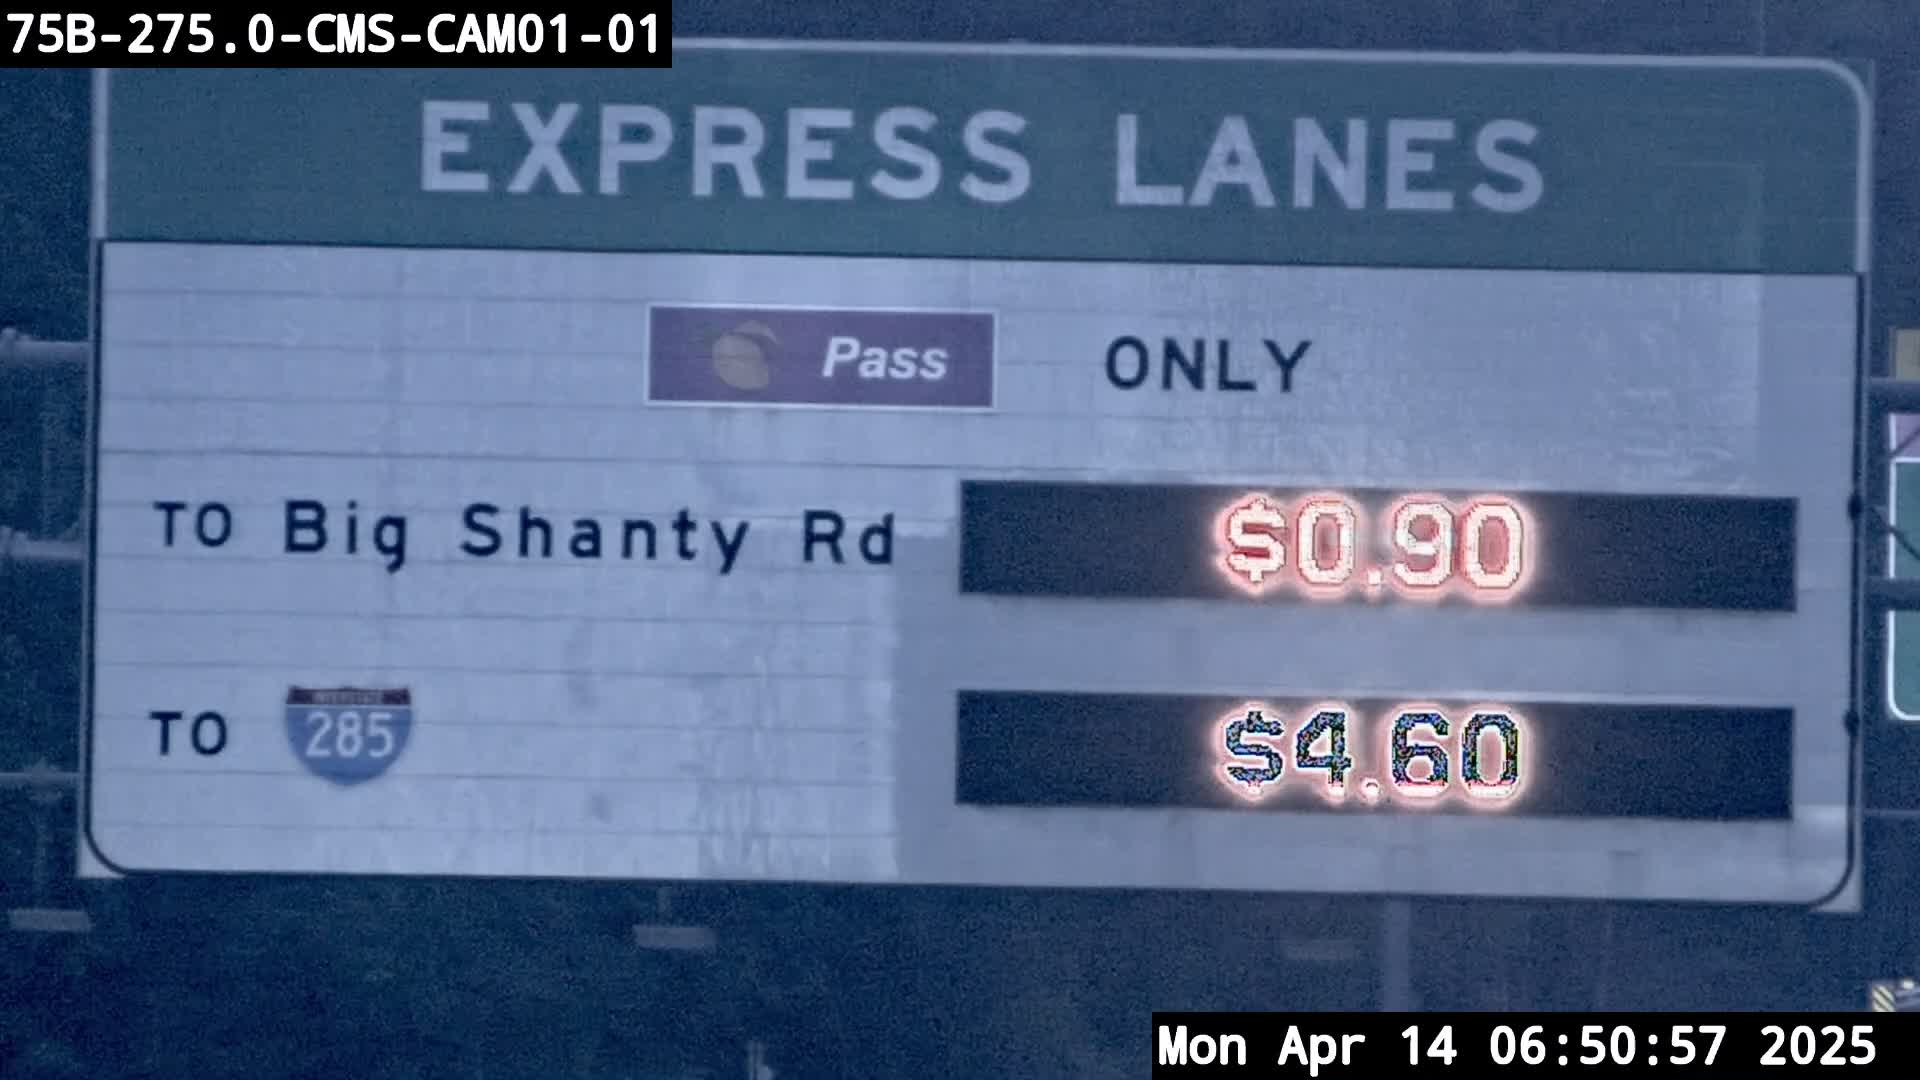 75B-275.0-CMS-CAM01-01
EXPRESS LANES
Pass ONLY
TO Big Shanty Rd $0.90
TO 285 $4.60
Mon Apr 14 06:50:57 2025